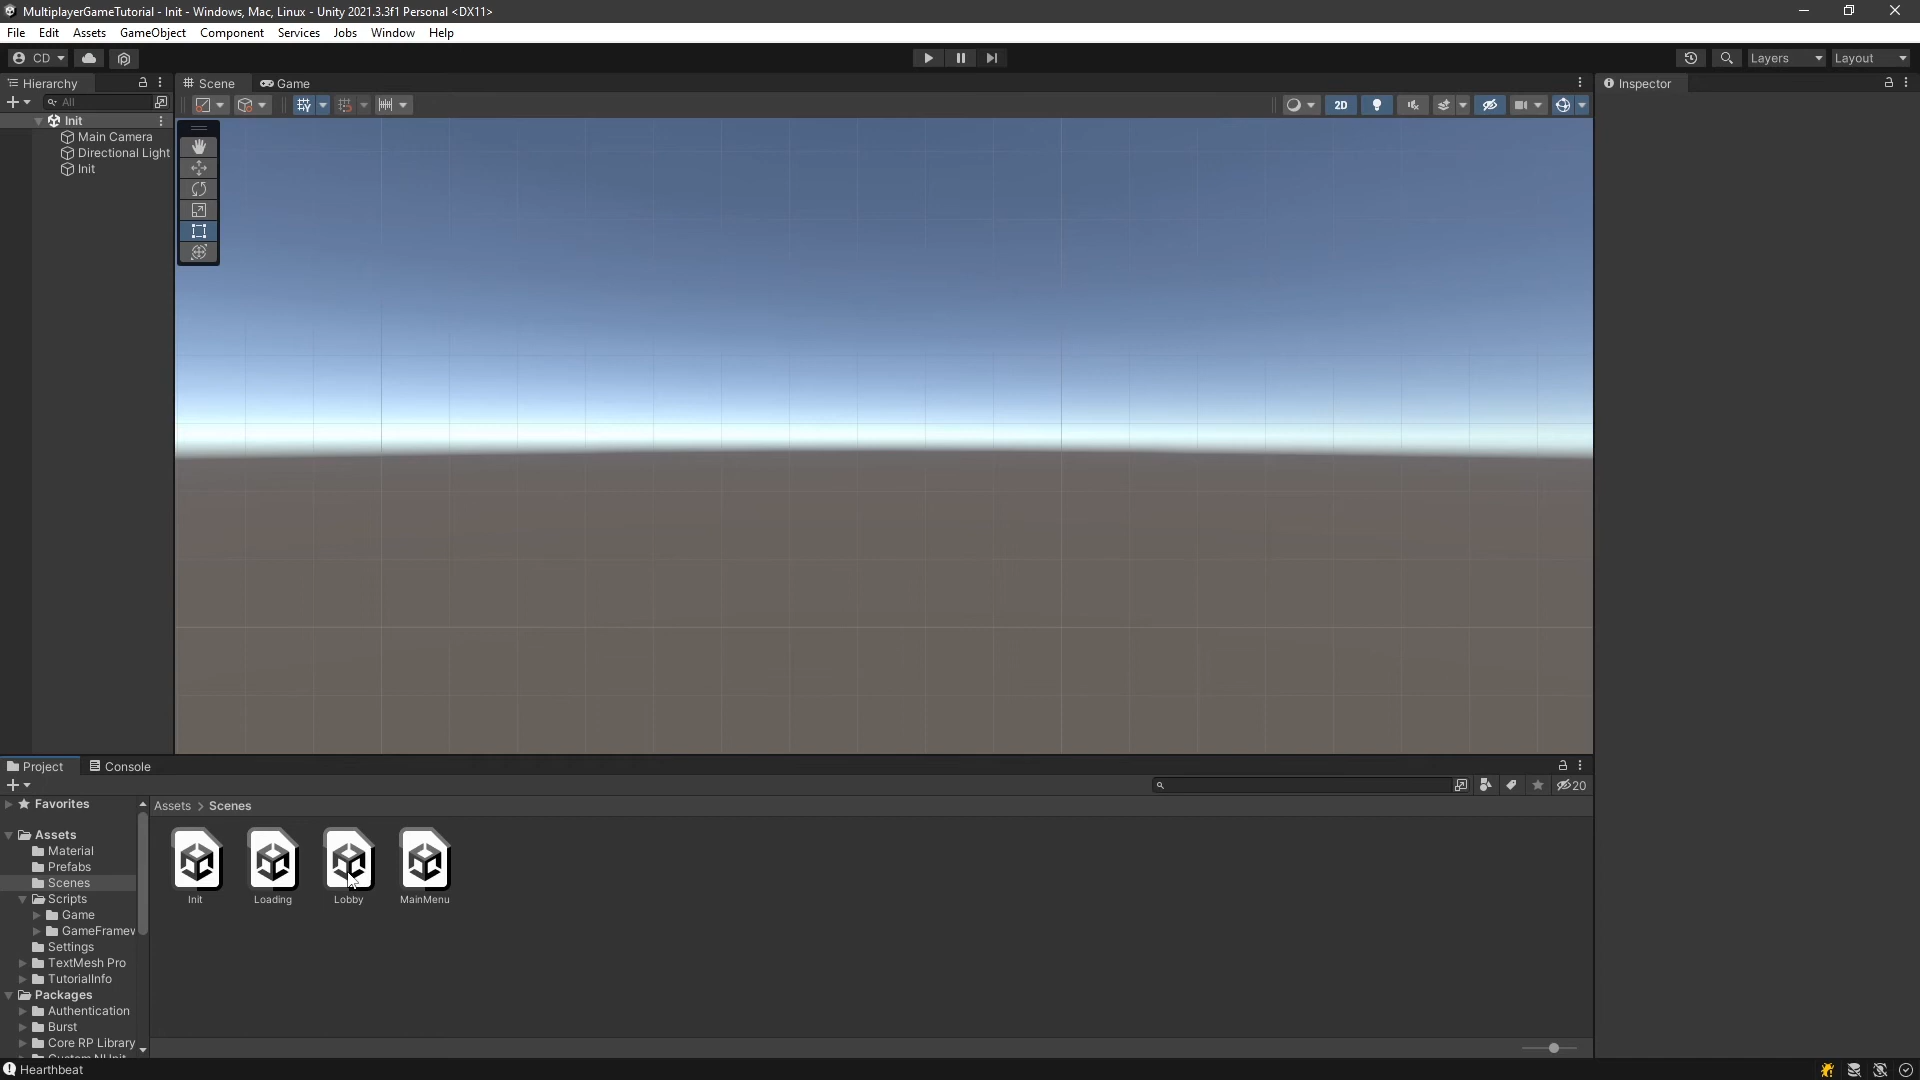 MultiplayerGameTutorial - Init - Windows, Mac, Linux - Unity 2021.3.3f1 Personal <DX11>
File Edit Assets GameObject Component Services Jobs Window Help
CD Layers Layout
Hierarchy Scene Game Inspector
All 2D
Init
Main Camera
Directional Light
Init
Project Console
20
Favorites
Assets > Scenes
Assets
Material
Prefabs
Scenes
Scripts
Game
GameFramew
Settings
TextMesh Pro
TutorialInfo
Packages
Authentication
Burst
Core RP Library
Init Loading Lobby MainMenu
Hearthbeat